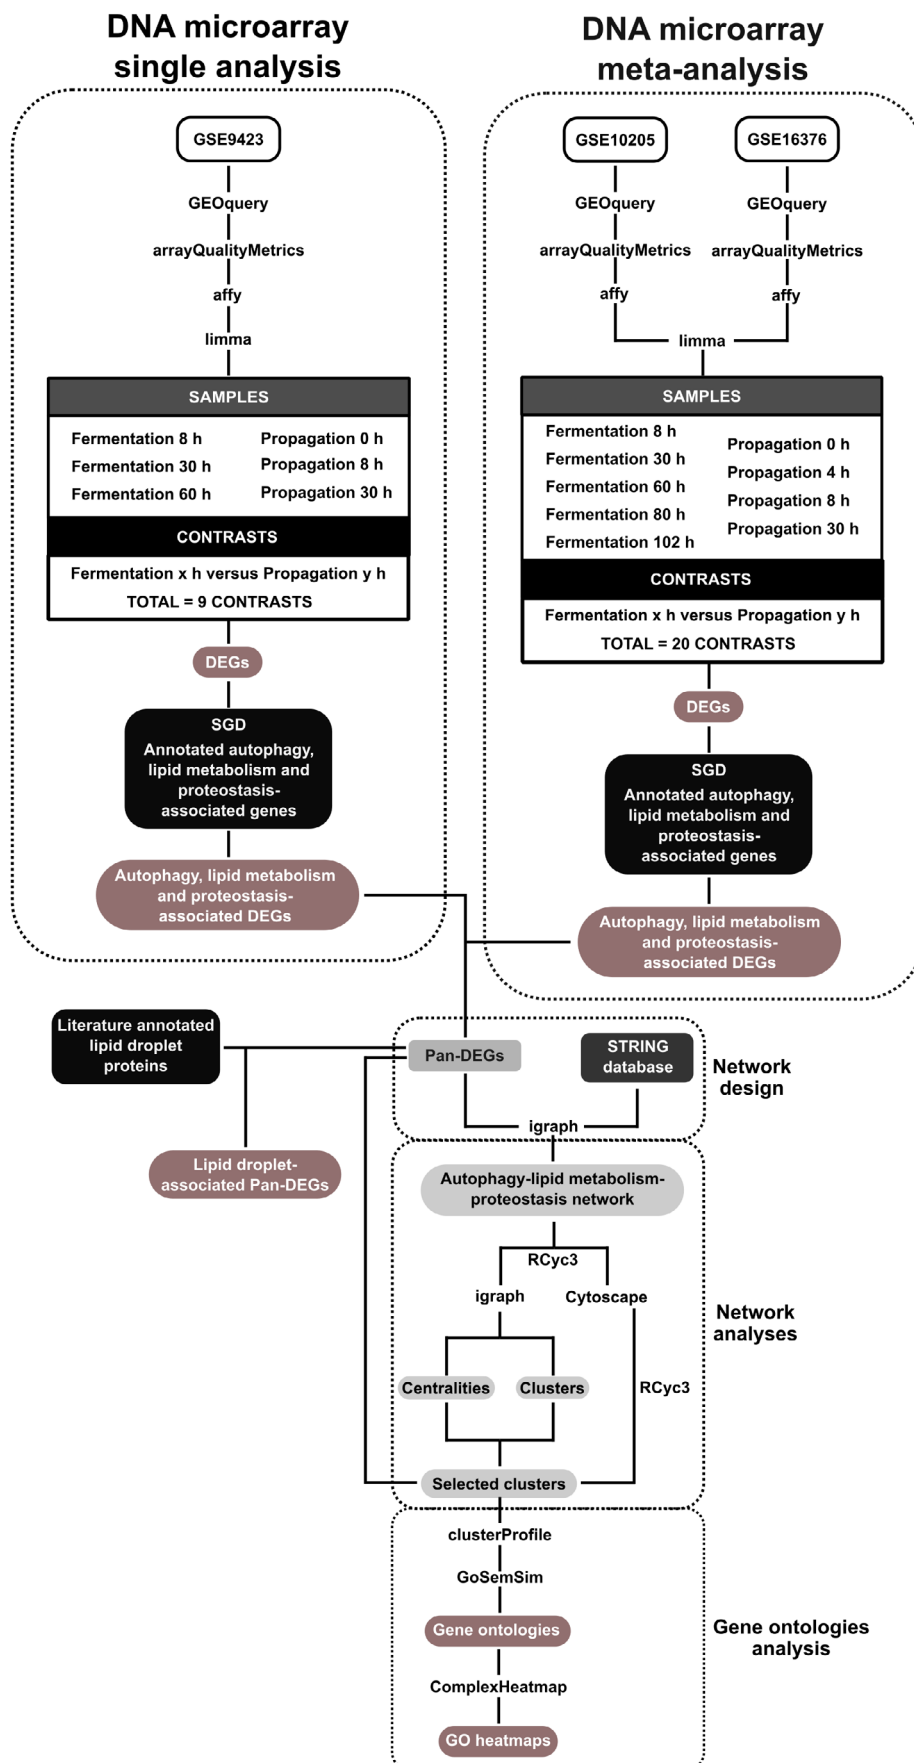 DNA microarray
single analysis
GSE9423
GEOquery
arrayQualityMetrics
affy
limma
SAMPLES
Fermentation 8 h
Propagation 0 h
Fermentation 30 h
Propagation 8 h
Fermentation 60 h
Propagation 30 h
CONTRASTS
Fermentation x h versus Propagation y h
TOTAL = 9 CONTRASTS
DEGs
SGD
Annotated autophagy,
lipid metabolism and
proteostasis-
associated genes
Autophagy, lipid metabolism
and proteostasis-
associated DEGs
DNA microarray
meta-analysis
GSE10205
GSE16376
GEOquery
GEOquery
arrayQualityMetrics
arrayQualityMetrics
affy
affy
limma
SAMPLES
Fermentation 8 h
Fermentation 30 h
Fermentation 60 h
Fermentation 80 h
Fermentation 102 h
Propagation 0 h
Propagation 4 h
Propagation 8 h
Propagation 30 h
CONTRASTS
Fermentation x h versus Propagation y h
TOTAL = 20 CONTRASTS
DEGs
SGD
Annotated autophagy,
lipid metabolism and
proteostasis-
associated genes
Autophagy, lipid metabolism
and proteostasis-
associated DEGs
Literature annotated
lipid droplet
proteins
Lipid droplet-
associated Pan-DEGs
Pan-DEGs
STRING
database
Network
design
igraph
Autophagy-lipid metabolism-
proteostasis network
RCyc3
igraph
Cytoscape
Network
analyses
Centralities
Clusters
RCyc3
Selected clusters
clusterProfile
GoSemSim
Gene ontologies
Gene ontologies
analysis
ComplexHeatmap
GO heatmaps